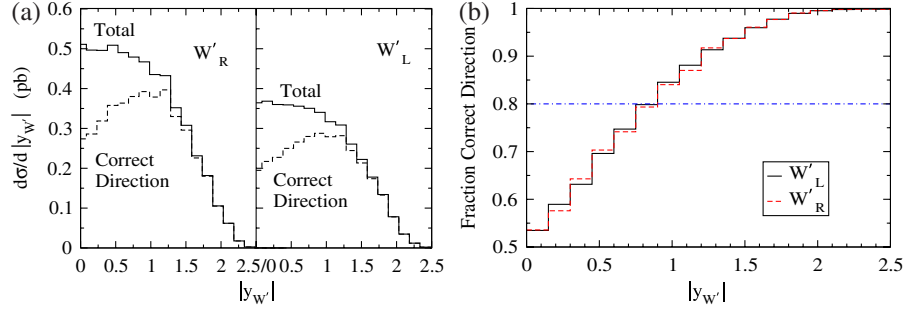 (a)
dσ/d |y_W′| (pb)
0.6
0.5
0.4
0.3
0.2
0.1
0
Total
W′_R
Correct
Direction
Total
W′_L
Correct
Direction
0 0.5 1 1.5 2 2.5/0 0.5 1 1.5 2 2.5
|y_W′|
(b)
Fraction Correct Direction
1
0.9
0.8
0.7
0.6
0.5
W′_L
W′_R
0 0.5 1 1.5 2 2.5
|y_W′|